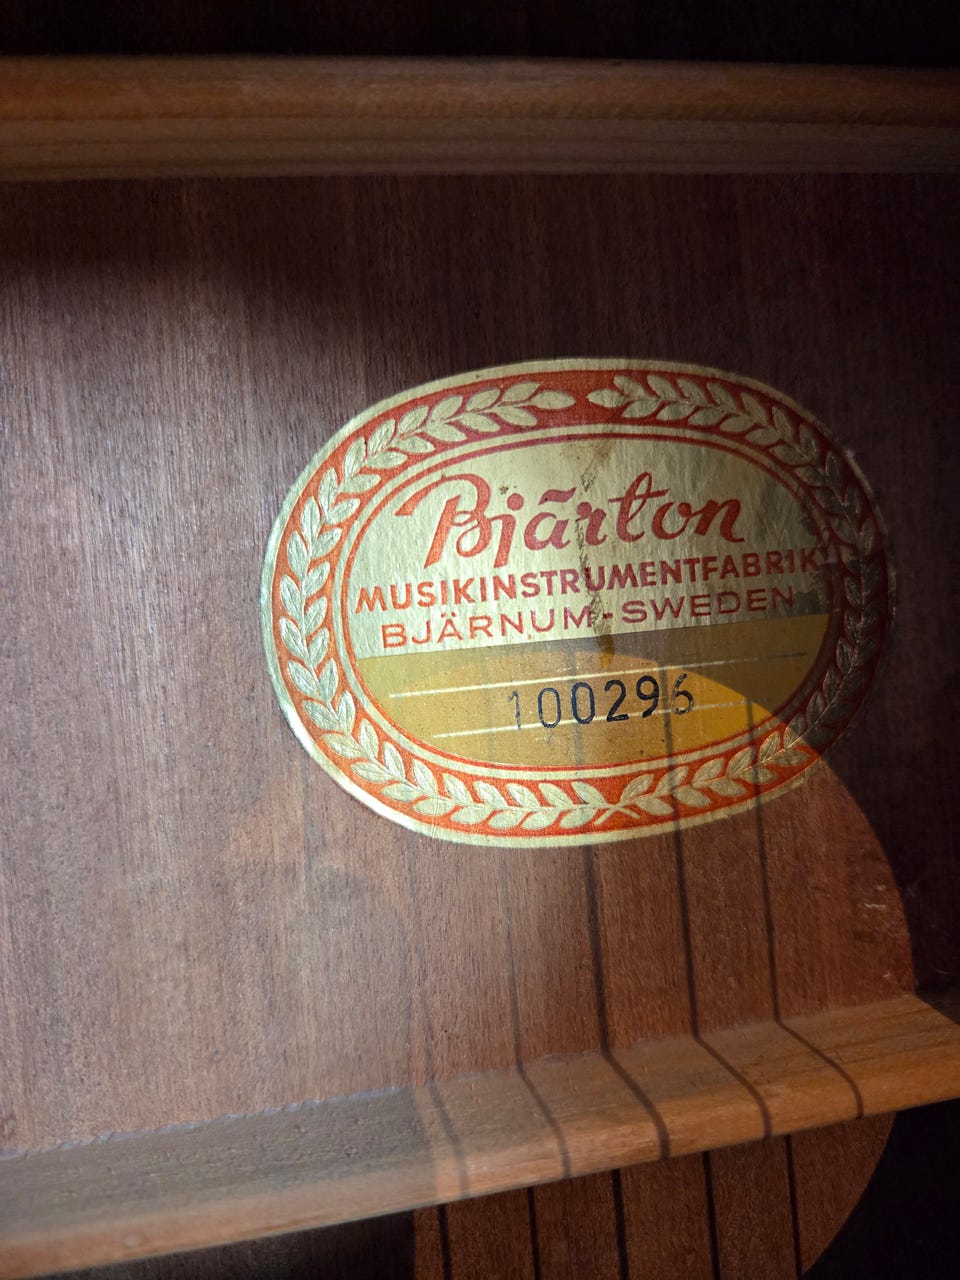 Bjärton
MUSIKINSTRUMENTFABRIK
BJÄRNUM-SWEDEN
100296